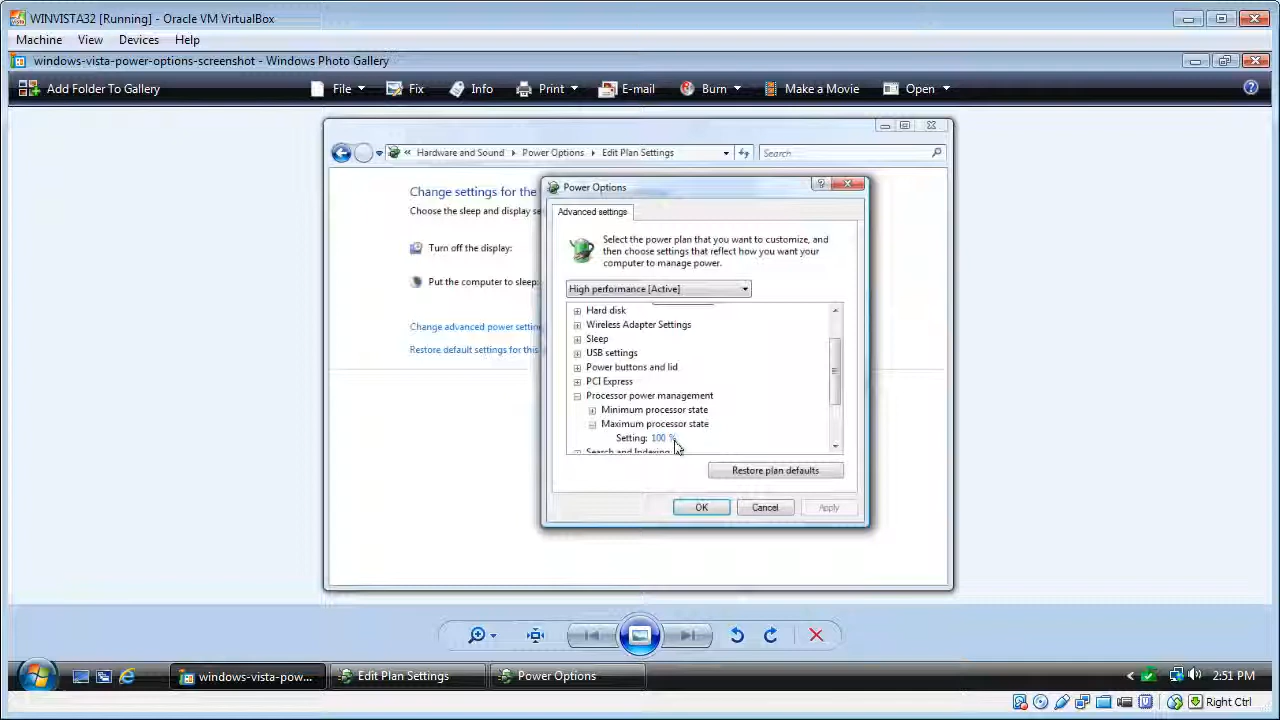 WINVISTA32 [Running] - Oracle VM VirtualBox
Machine View Devices Help
windows-vista-power-options-screenshot - Windows Photo Gallery
Add Folder To Gallery File Fix Info Print E-mail Burn Make a Movie Open
« Hardware and Sound Power Options Edit Plan Settings Search
Change settings for the
Choose the sleep and display se
Turn off the display:
Put the computer to sleep:
Change advanced power settin
Restore default settings for this
Power Options
Advanced settings
Select the power plan that you want to customize, and
then choose settings that reflect how you want your
computer to manage power.
High performance [Active]
Hard disk
Wireless Adapter Settings
Sleep
USB settings
Power buttons and lid
PCI Express
Processor power management
Minimum processor state
Maximum processor state
Setting: 100 %
Search and Indexing
Restore plan defaults
OK Cancel Apply
windows-vista-pow... Edit Plan Settings Power Options 2:51 PM
Right Ctrl